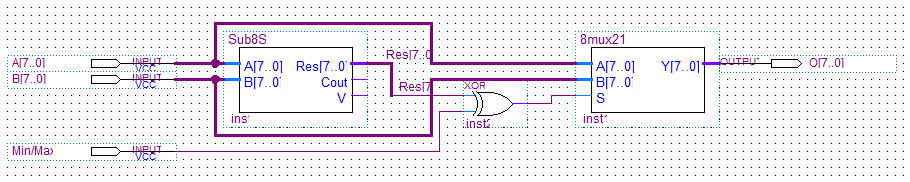 Sub8S
8mux21
A[7..0]
INPUT
VCC
B[7..0]
INPUT
VCC
A[7..0]
Res[7..0]
B[7..0]
Cout
V
inst
Res[7..0
Res[7
XOR
inst2
A[7..0]
Y[7..0]
B[7..0]
S
inst1
OUTPUT
O[7..0]
Min/Max
INPUT
VCC